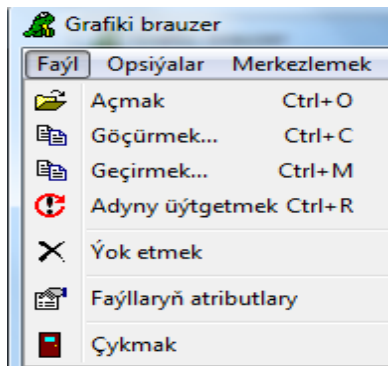 Grafiki brauzer
Faýl Opsiýalar Merkezlemek
Açmak Ctrl+O
Göçürmek... Ctrl+C
Geçirmek... Ctrl+M
Adyny üýtgetmek Ctrl+R
Ýok etmek
Faýllaryň atributlary
Çykmak